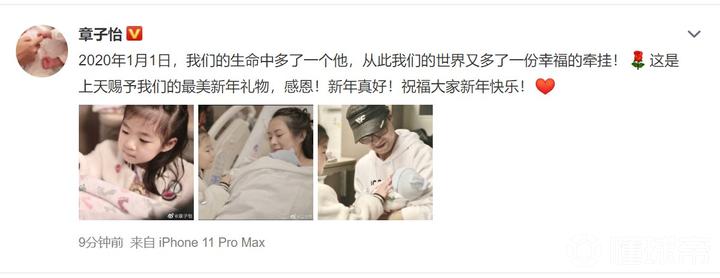 章子怡
2020年1月1日，我们的生命中多了一个他，从此我们的世界又多了一份幸福的牵挂！🌹这是
上天赐予我们的最美新年礼物，感恩！新年真好！祝福大家新年快乐！❤️
@章子怡
9分钟前 来自 iPhone 11 Pro Max
懂球帝